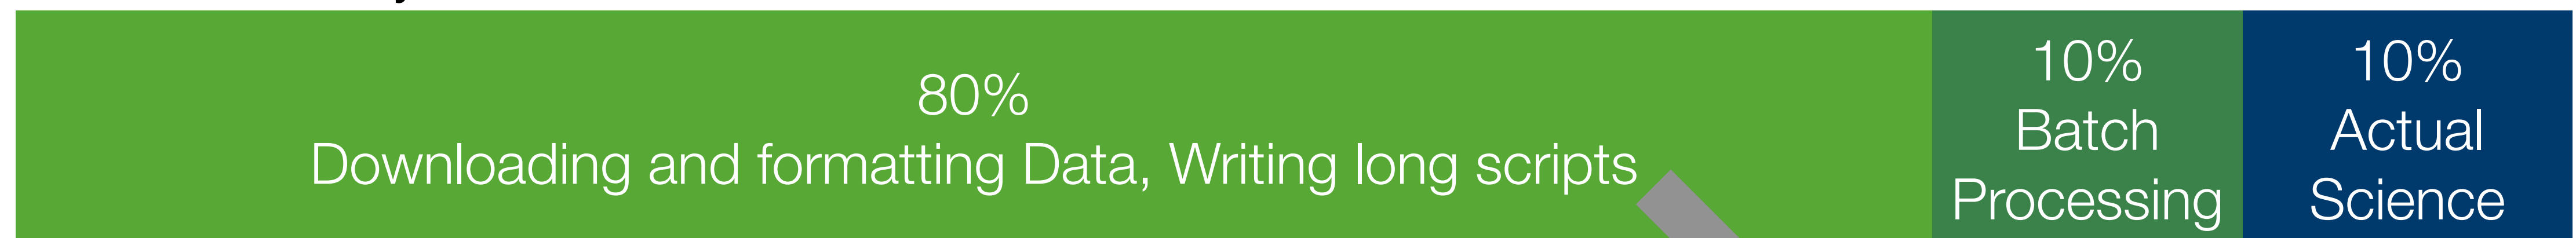 80%
Downloading and formatting Data, Writing long scripts
10%
Batch
Processing
10%
Actual
Science